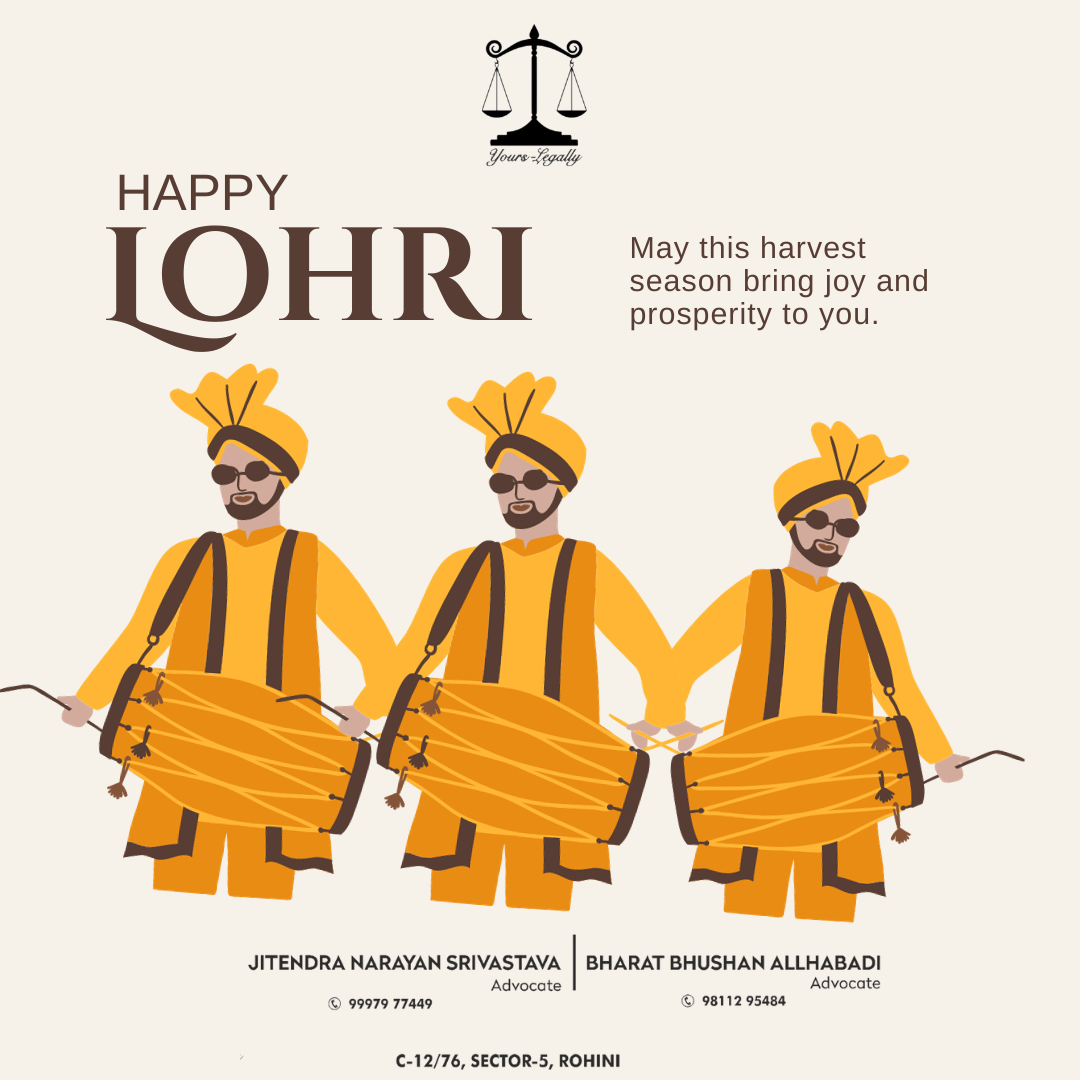 Yours-Legally
HAPPY
LOHRI
May this harvest
season bring joy and
prosperity to you.
JITENDRA NARAYAN SRIVASTAVA
Advocate
99979 77449
BHARAT BHUSHAN ALLHABADI
Advocate
98112 95484
C-12/76, SECTOR-5, ROHINI